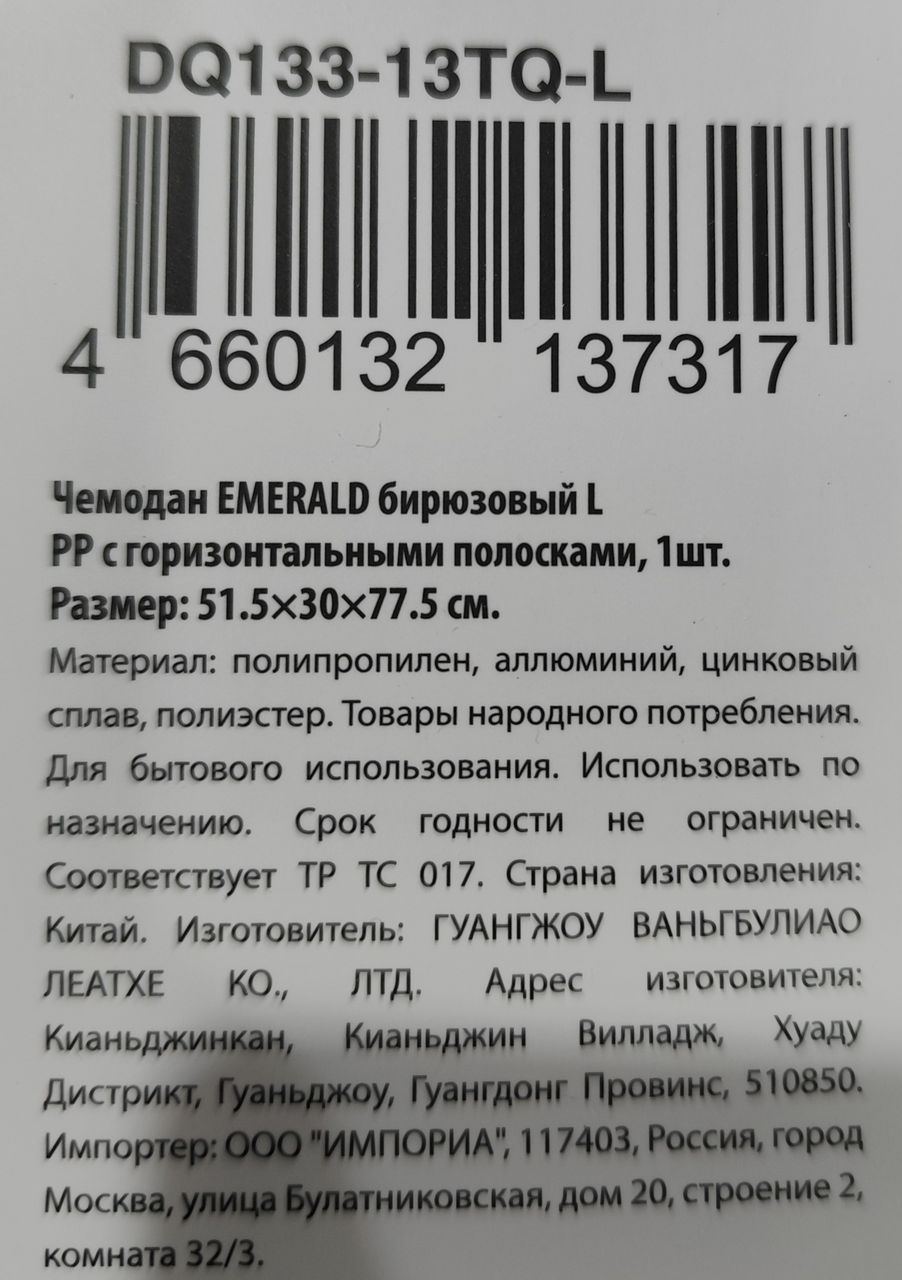 DQ133-13TQ-L
4 660132 137317
Чемодан EMERALD бирюзовый L
PP с горизонтальными полосками, 1шт.
Размер: 51.5×30×77.5 см.
Материал: полипропилен, аллюминий, цинковый
сплав, полиэстер. Товары народного потребления.
Для бытового использования. Использовать по
назначению. Срок годности не ограничен.
Соответствует ТР ТС 017. Страна изготовления:
Китай. Изготовитель: ГУАНГЖОУ ВАНЬГБУЛИАО
ЛЕАТХЕ КО., ЛТД. Адрес изготовителя:
Кианьджинкан, Кианьджин Вилладж, Хуаду
Дистрикт, Гуаньджоу, Гуангдонг Провинс, 510850.
Импортер: ООО "ИМПОРИА", 117403, Россия, город
Москва, улица Булатниковская, дом 20, строение 2,
комната 32/3.